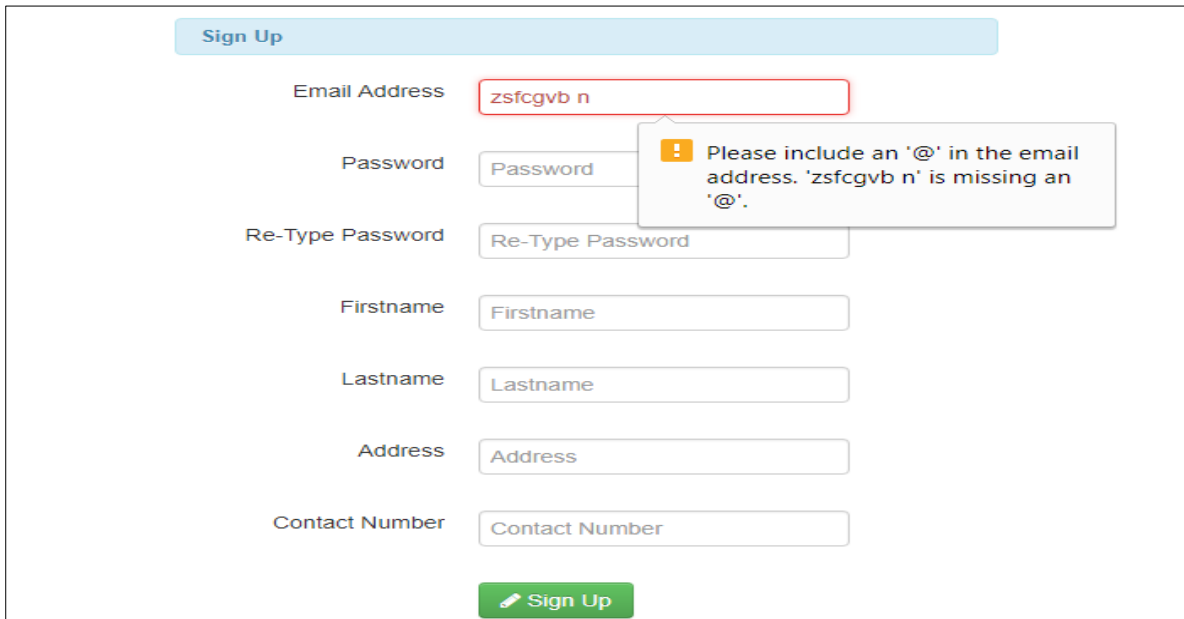 Sign Up
Email Address
zsfcgvb n
Please include an '@' in the email
address. 'zsfcgvb n' is missing an
'@'.
Password
Password
Re-Type Password
Re-Type Password
Firstname
Firstname
Lastname
Lastname
Address
Address
Contact Number
Contact Number
Sign Up